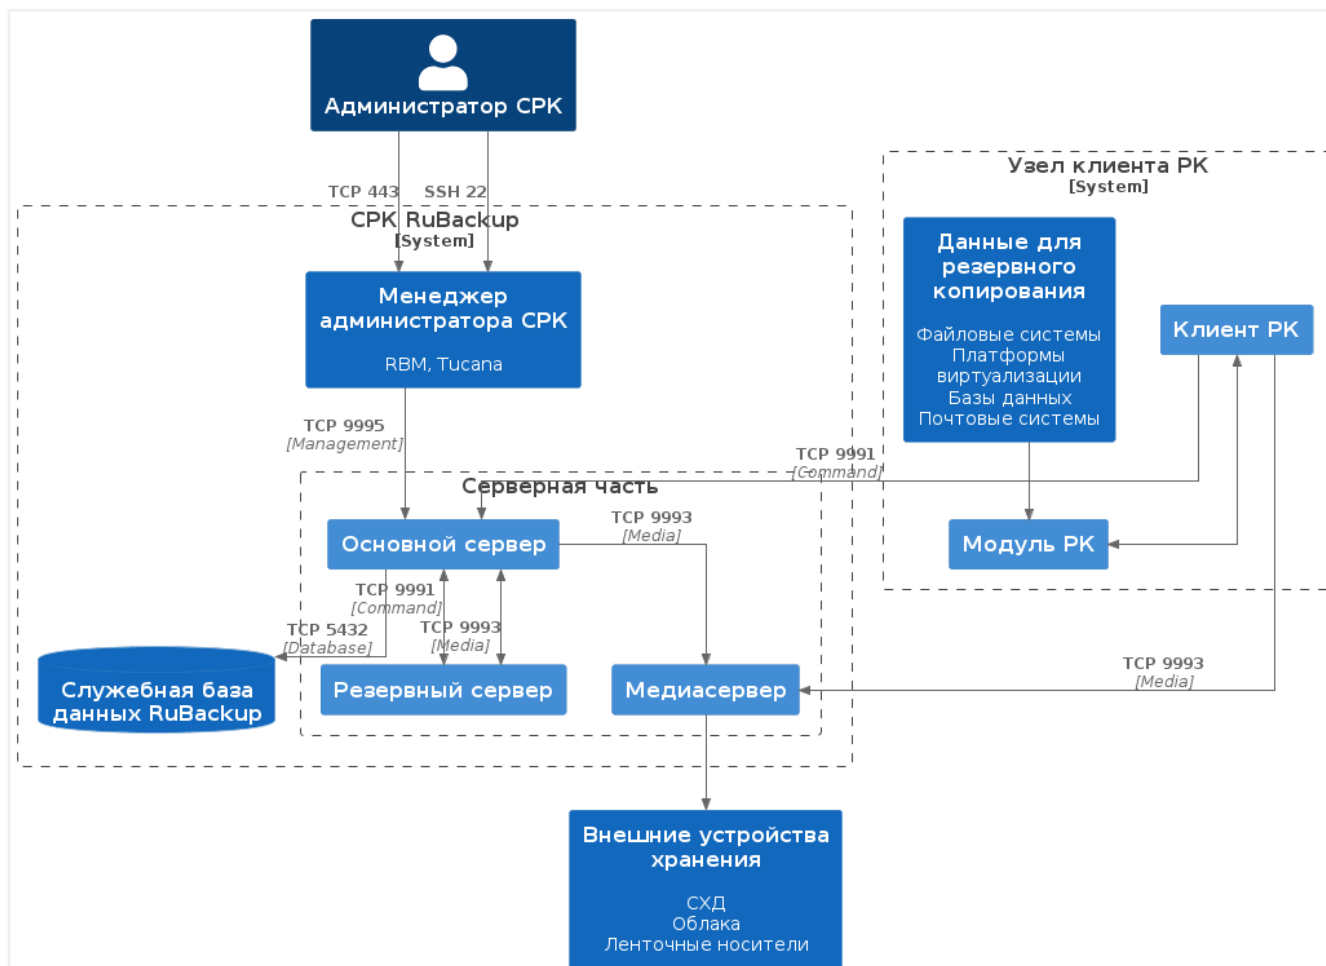 Администратор СРК
TCP 443
SSH 22
СРК RuBackup
[System]
Менеджер
администратора СРК
RBM, Tucana
TCP 9995
[Management]
Узел клиента РК
[System]
Данные для
резервного
копирования
Файловые системы
Платформы
виртуализации
Базы данных
Почтовые системы
Клиент РК
TCP 9991
[Command]
Модуль РК
Серверная часть
Основной сервер
TCP 9993
[Media]
TCP 9991
[Command]
TCP 5432
[Database]
TCP 9993
[Media]
Служебная база
данных RuBackup
Резервный сервер
Медиасервер
TCP 9993
[Media]
Внешние устройства
хранения
СХД
Облака
Ленточные носители